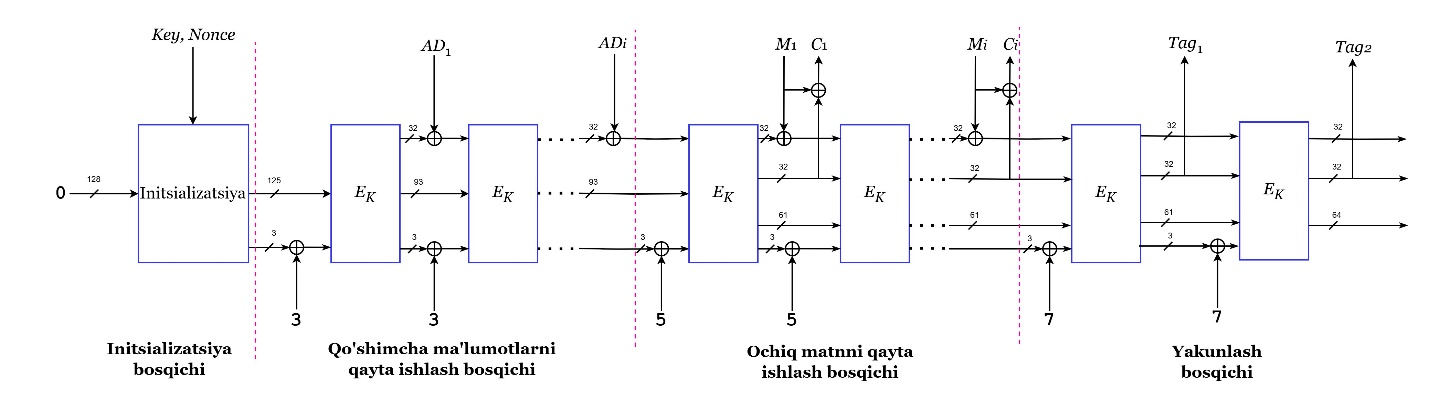 Key, Nonce
AD1
ADi
M1 C1
Mi Ci
Tag1
Tag2
32
32
32
32
32
32
0
128
Initsializatsiya
125
EK
93
EK
93
EK
32
EK
32
EK
32
EK
32
61
61
61
64
3
3
3
3
3
3
3
3
5
5
7
7
Initsializatsiya
bosqichi
Qo'shimcha ma'lumotlarni
qayta ishlash bosqichi
Ochiq matnni qayta
ishlash bosqichi
Yakunlash
bosqichi